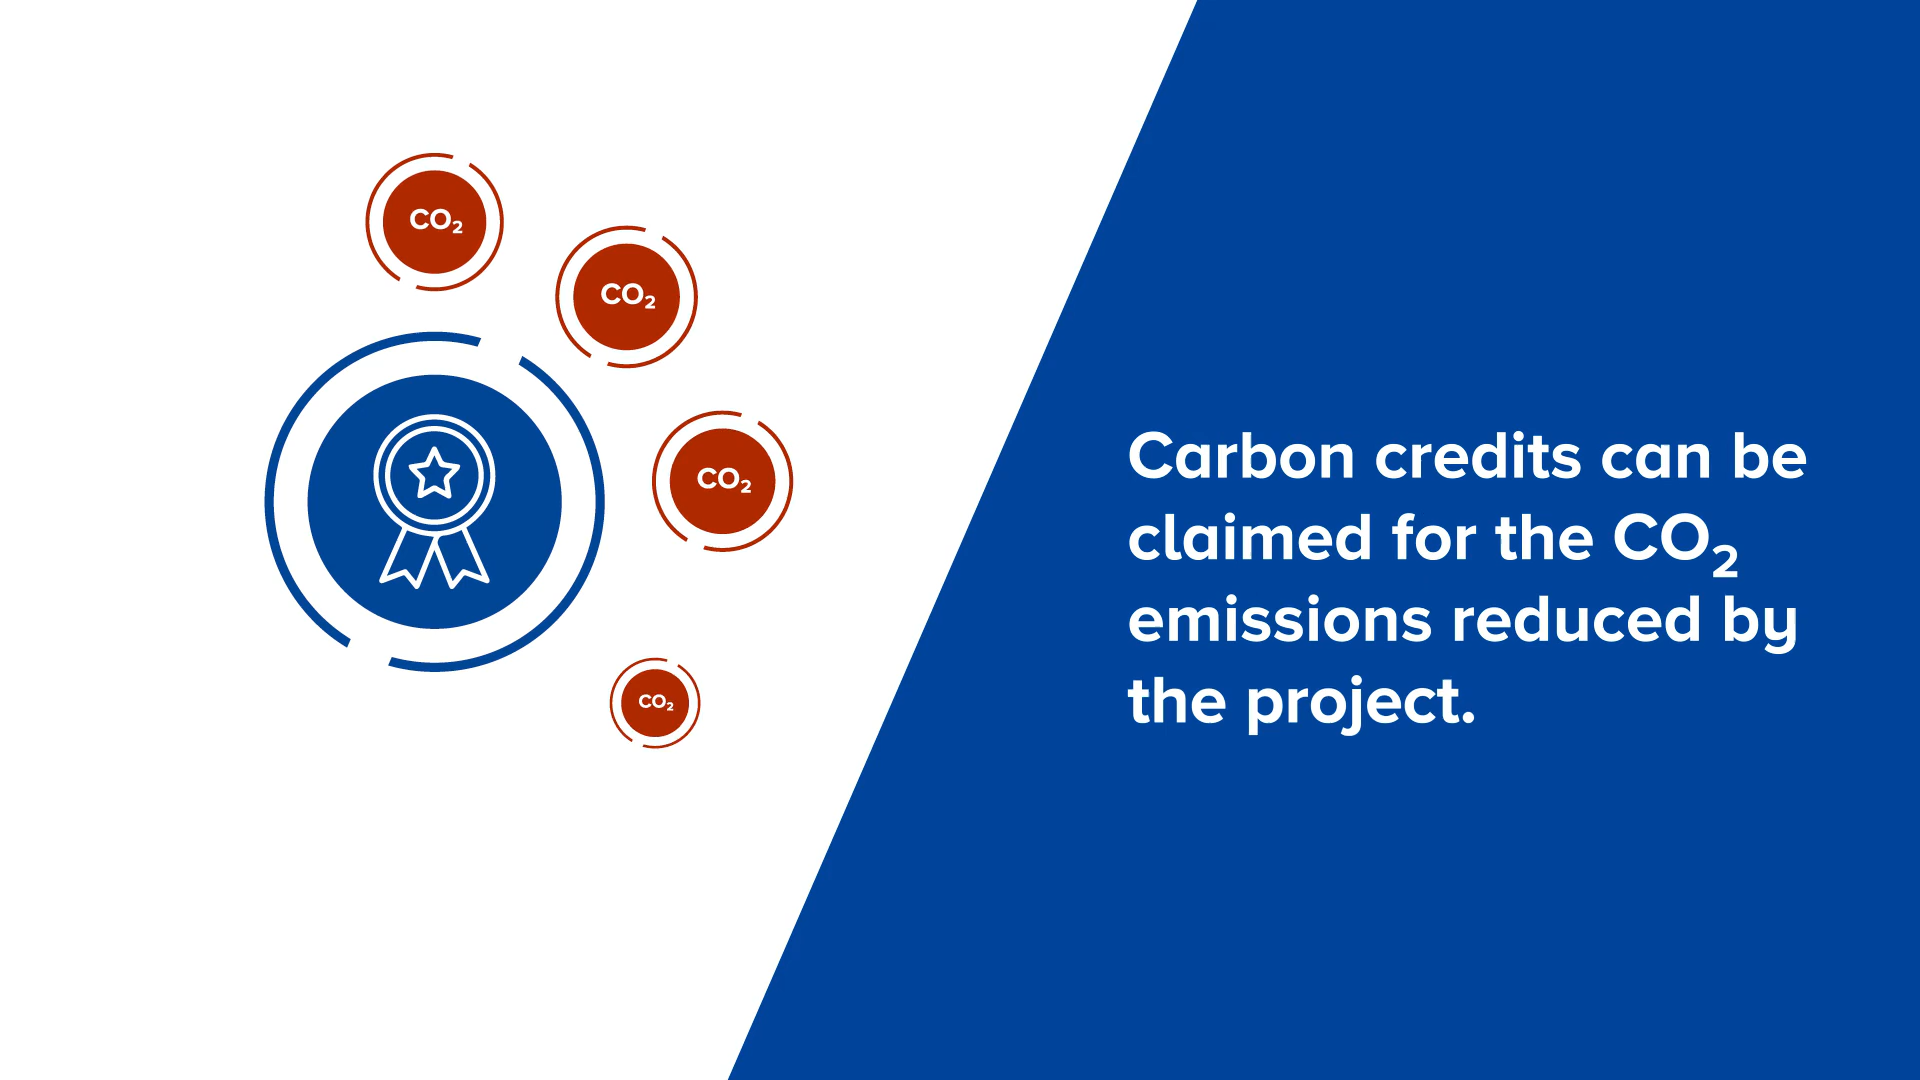 CO₂
CO₂
CO₂
CO₂
Carbon credits can be
claimed for the CO₂
emissions reduced by
the project.